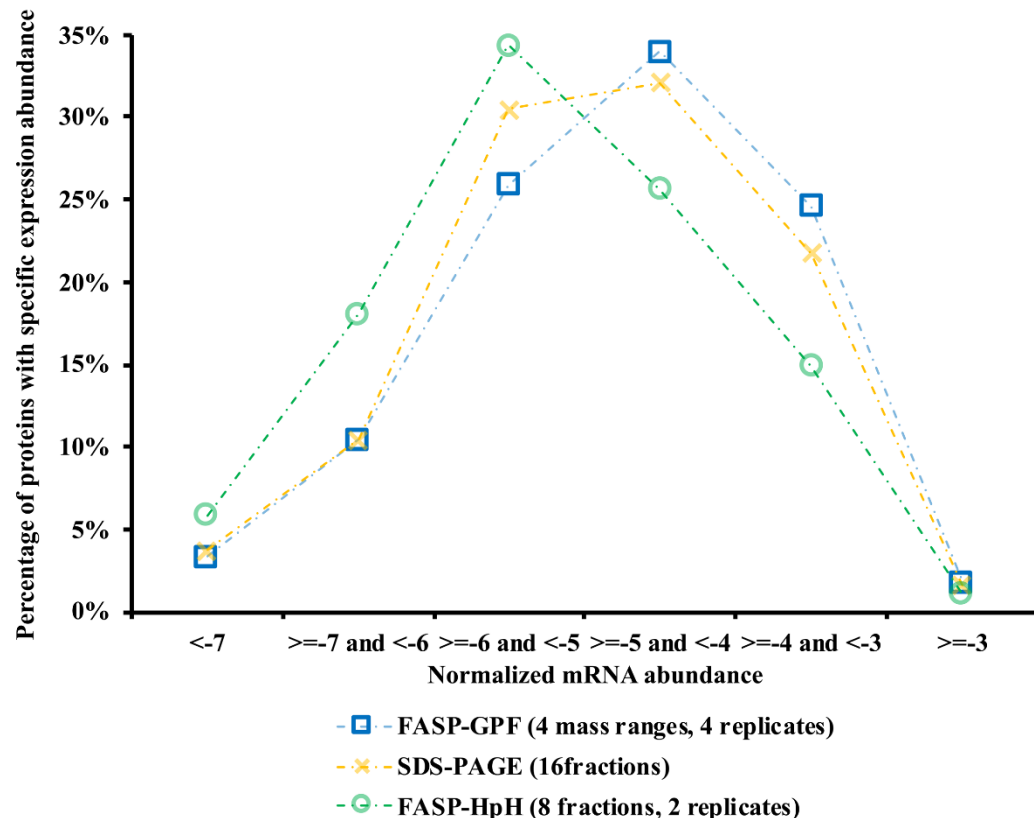 Percentage of proteins with specific expression abundance
35%
30%
25%
20%
15%
10%
5%
0%
<-7 >=-7 and <-6 >=-6 and <-5 >=-5 and <-4 >=-4 and <-3 >=-3
Normalized mRNA abundance
FASP-GPF (4 mass ranges, 4 replicates)
SDS-PAGE (16fractions)
FASP-HpH (8 fractions, 2 replicates)